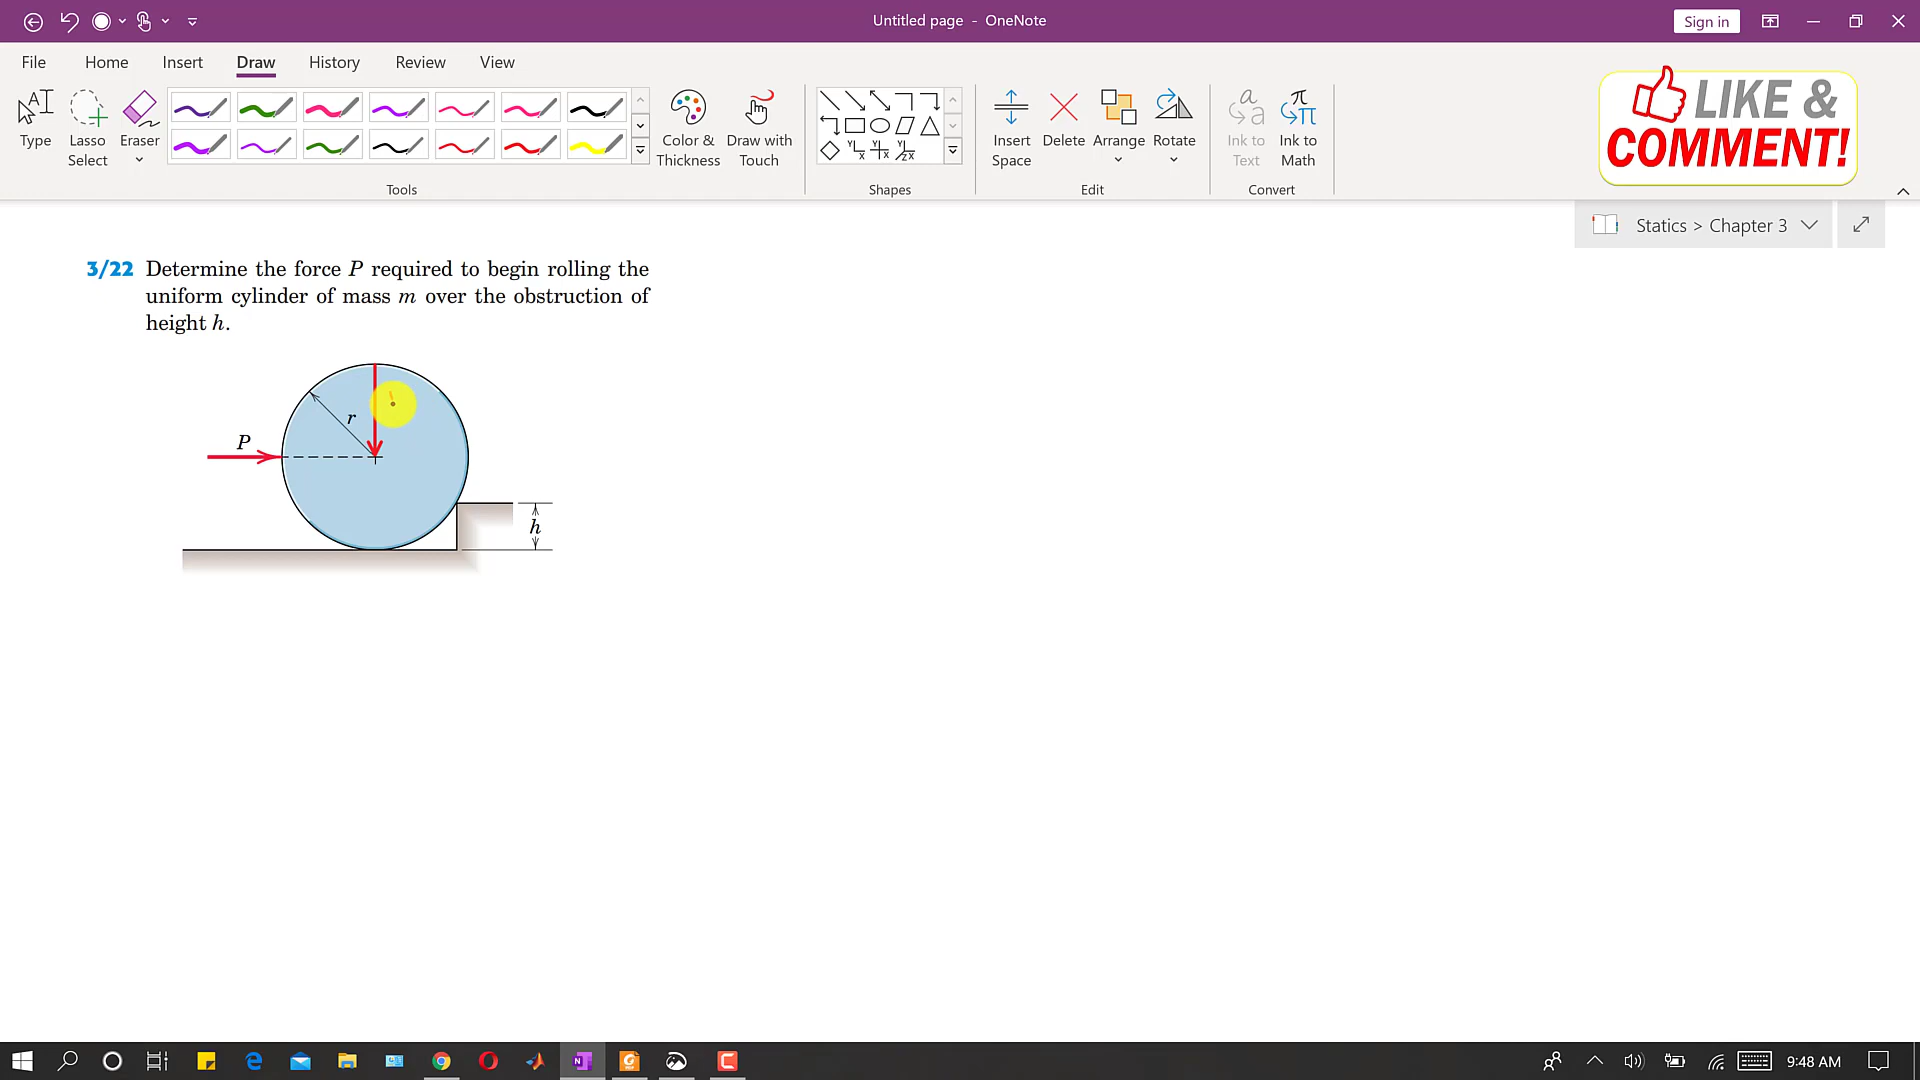 Untitled page - OneNote
Sign in
File Home Insert Draw History Review View
Type
Lasso Select
Eraser
Color & Thickness
Draw with Touch
Insert Space
Delete
Arrange
Rotate
Ink to Text
Ink to Math
Tools
Shapes
Edit
Convert
LIKE &
COMMENT!
Statics > Chapter 3
3/22 Determine the force P required to begin rolling the
uniform cylinder of mass m over the obstruction of
height h.
r
P
h
9:48 AM